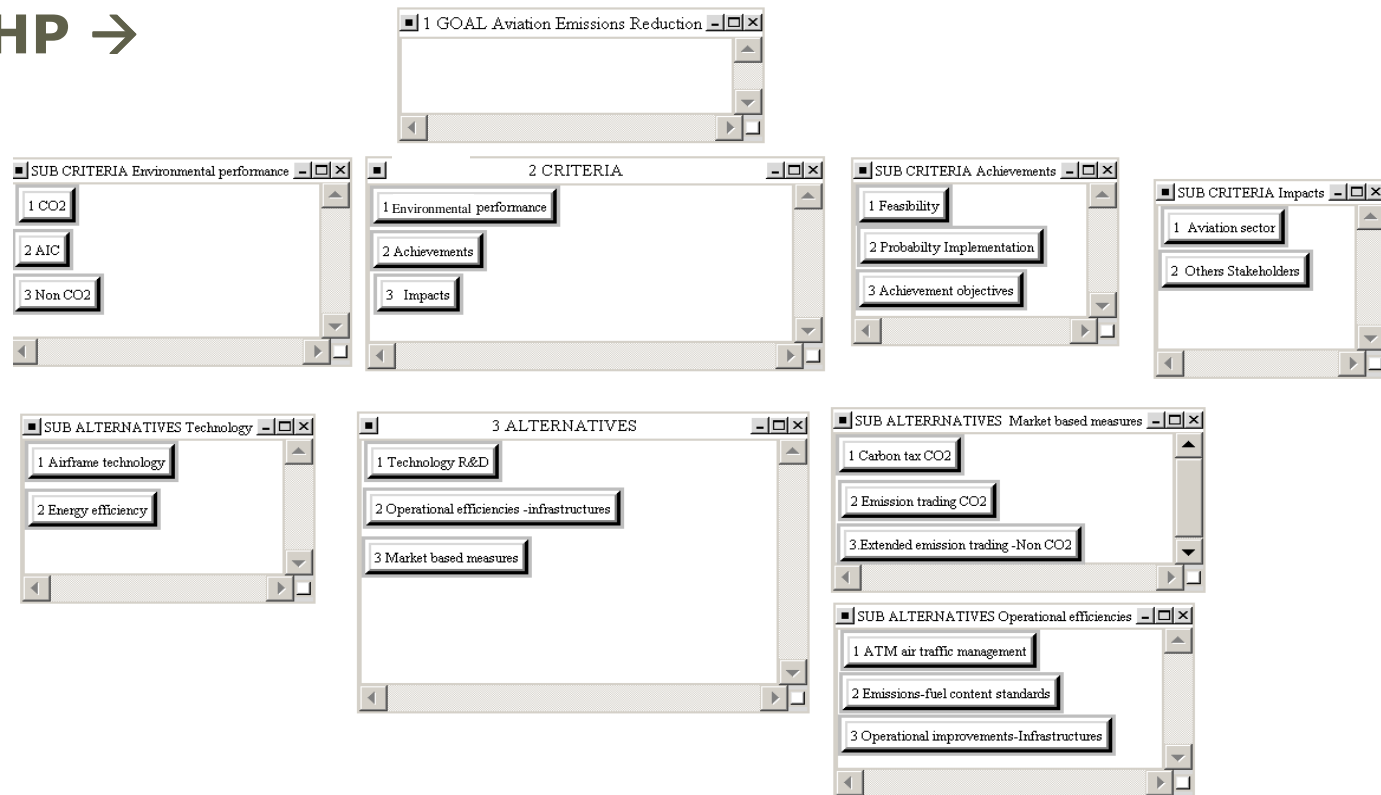 HP →
1 GOAL Aviation Emissions Reduction
SUB CRITERIA Environmental performance
1 CO2
2 AIC
3 Non CO2
2 CRITERIA
1 Environmental performance
2 Achievements
3 Impacts
SUB CRITERIA Achievements
1 Feasibility
2 Probabilty Implementation
3 Achievement objectives
SUB CRITERIA Impacts
1 Aviation sector
2 Others Stakeholders
SUB ALTERNATIVES Technology
1 Airframe technology
2 Energy efficiency
3 ALTERNATIVES
1 Technology R&D
2 Operational efficiencies -infrastructures
3 Market based measures
SUB ALTERRNATIVES Market based measures
1 Carbon tax CO2
2 Emission trading CO2
3.Extended emission trading -Non CO2
SUB ALTERNATIVES Operational efficiencies
1 ATM air traffic management
2 Emissions-fuel content standards
3 Operational improvements-Infrastructures